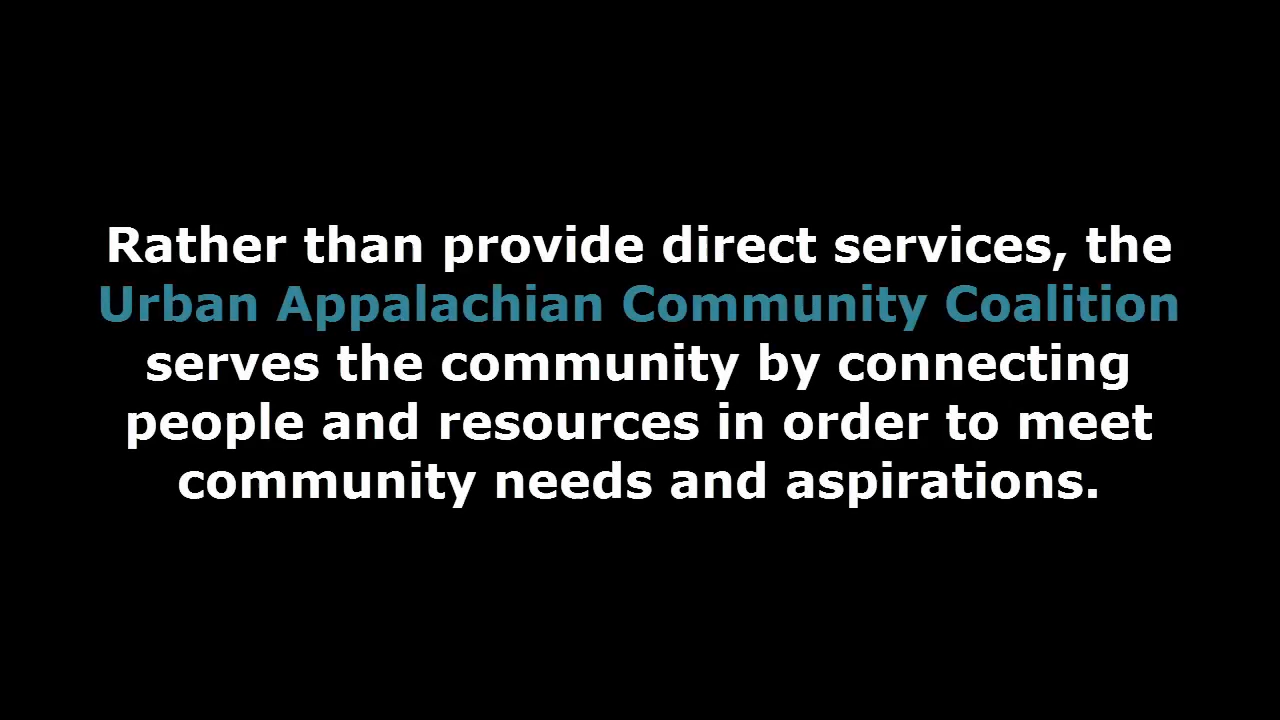 Rather than provide direct services, the
Urban Appalachian Community Coalition
serves the community by connecting
people and resources in order to meet
community needs and aspirations.